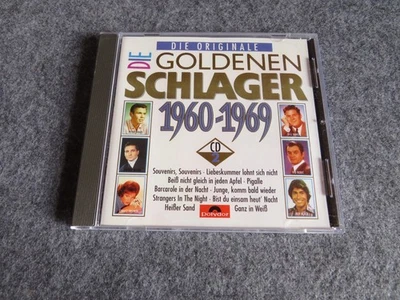 DIE ORIGINALE
DIE GOLDENEN
SCHLAGER
1960-1969
CD
2
Souvenirs, Souvenirs · Liebeskummer lohnt sich nicht
Beiß nicht gleich in jeden Apfel · Pigalle
Barcarole in der Nacht · Junge, komm bald wieder
Strangers In The Night · Bist du einsam heut' Nacht
Heißer Sand Ganz in Weiß
Polydor